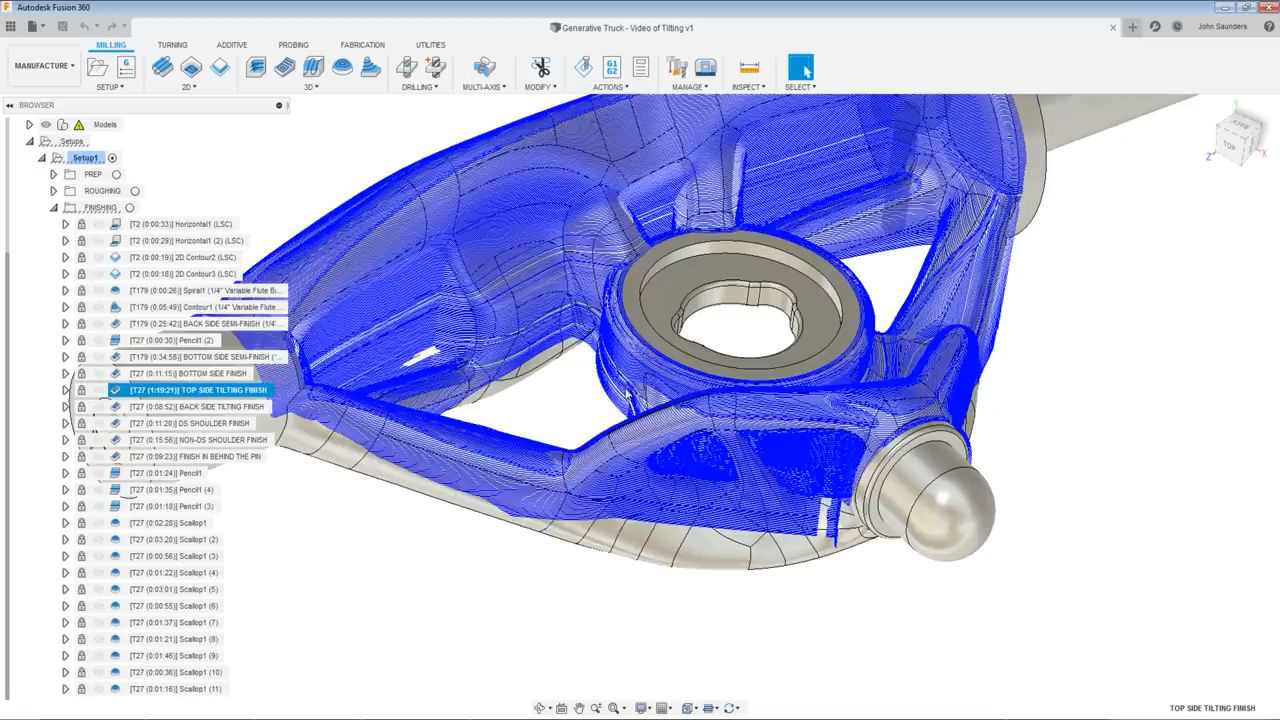 Autodesk Fusion 360
Generative Truck - Video of Tilting v1
John Saunders
MILLING TURNING ADDITIVE PROBING FABRICATION UTILITIES
MANUFACTURE
G1
G2
SETUP 2D 3D DRILLING MULTI-AXIS MODIFY ACTIONS MANAGE INSPECT SELECT
BROWSER
Models
Setups
Setup1
PREP
ROUGHING
FINISHING
[T2 (0:00:33)] Horizontal1 (LSC)
[T2 (0:00:29)] Horizontal1 (2) (LSC)
[T2 (0:00:19)] 2D Contour2 (LSC)
[T2 (0:00:18)] 2D Contour3 (LSC)
[T179 (0:00:26)] Spiral1 (1/4" Variable Flute B...
[T179 (0:05:49)] Contour1 (1/4" Variable Flute...
[T179 (0:25:42)] BACK SIDE SEMI-FINISH (1/4"...
[T27 (0:00:30)] Pencil1 (2)
[T179 (0:34:58)] BOTTOM SIDE SEMI-FINISH (...
[T27 (0:11:15)] BOTTOM SIDE FINISH
[T27 (1:19:21)] TOP SIDE TILTING FINISH
[T27 (0:08:52)] BACK SIDE TILTING FINISH
[T27 (0:11:20)] DS SHOULDER FINISH
[T27 (0:15:56)] NON-DS SHOULDER FINISH
[T27 (0:09:23)] FINISH IN BEHIND THE PIN
[T27 (0:01:24)] Pencil1
[T27 (0:01:35)] Pencil1 (4)
[T27 (0:01:18)] Pencil1 (3)
[T27 (0:02:28)] Scallop1
[T27 (0:03:20)] Scallop1 (2)
[T27 (0:00:56)] Scallop1 (3)
[T27 (0:01:22)] Scallop1 (4)
[T27 (0:03:01)] Scallop1 (5)
[T27 (0:00:55)] Scallop1 (6)
[T27 (0:01:37)] Scallop1 (7)
[T27 (0:01:21)] Scallop1 (8)
[T27 (0:01:46)] Scallop1 (9)
[T27 (0:00:36)] Scallop1 (10)
[T27 (0:01:16)] Scallop1 (11)
TOP
Y
X
Z
TOP SIDE TILTING FINISH